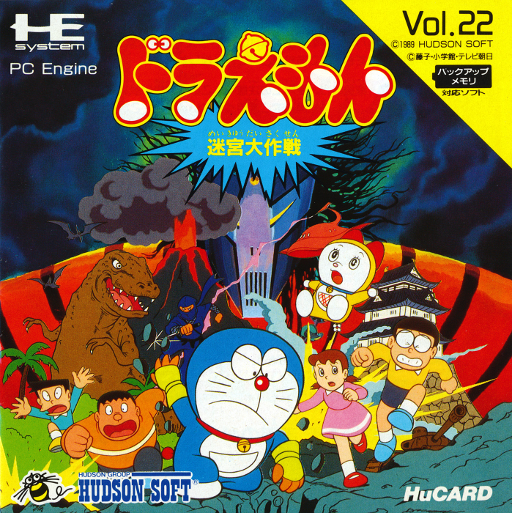 HE
system
PC Engine
Vol.22
©1989 HUDSON SOFT
©藤子・小学館・テレビ朝日
バックアップ
メモリ
対応ソフト
ドラえもん
めいきゅうだいさくせん
迷宮大作戦
HUDSON GROUP
HUDSON SOFT®
HuCARD